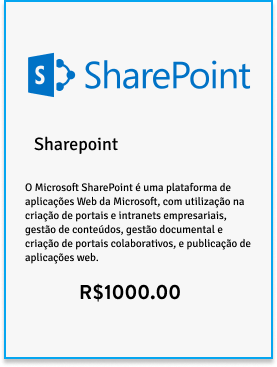 S SharePoint
Sharepoint
O Microsoft SharePoint é uma plataforma de
aplicações Web da Microsoft, com utilização na
criação de portais e intranets empresariais,
gestão de conteúdos, gestão documental e
criação de portais colaborativos, e publicação de
aplicações web.
R$1000.00